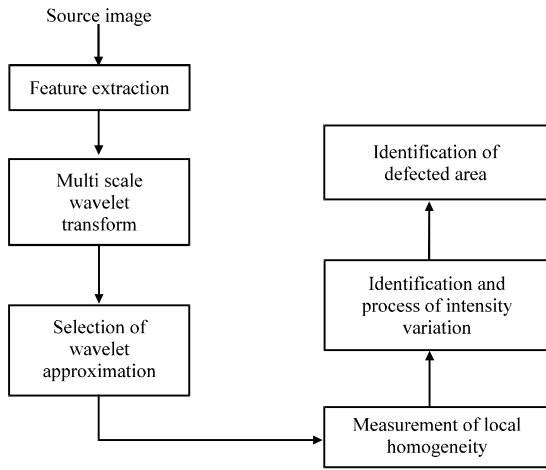 Source image
Feature extraction
Multi scale
wavelet
transform
Selection of
wavelet
approximation
Measurement of local
homogeneity
Identification and
process of intensity
variation
Identification of
defected area